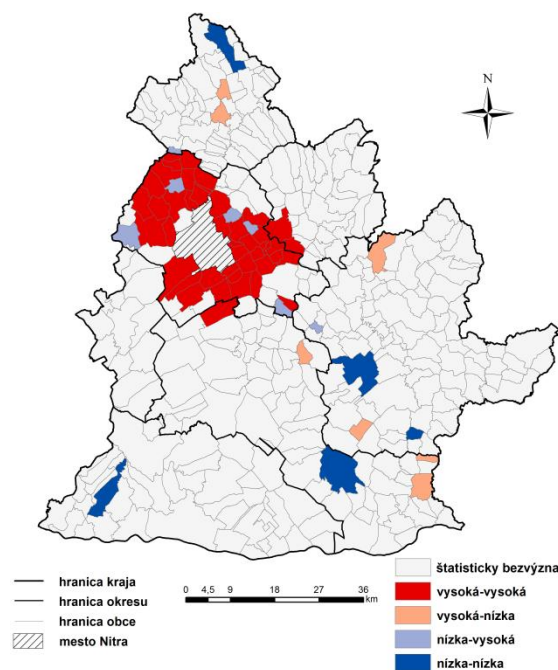 N
hranica kraja
hranica okresu
hranica obce
mesto Nitra
0 4,5 9 18 27 36
km
štatisticky bezvýzna
vysoká-vysoká
vysoká-nízka
nízka-vysoká
nízka-nízka